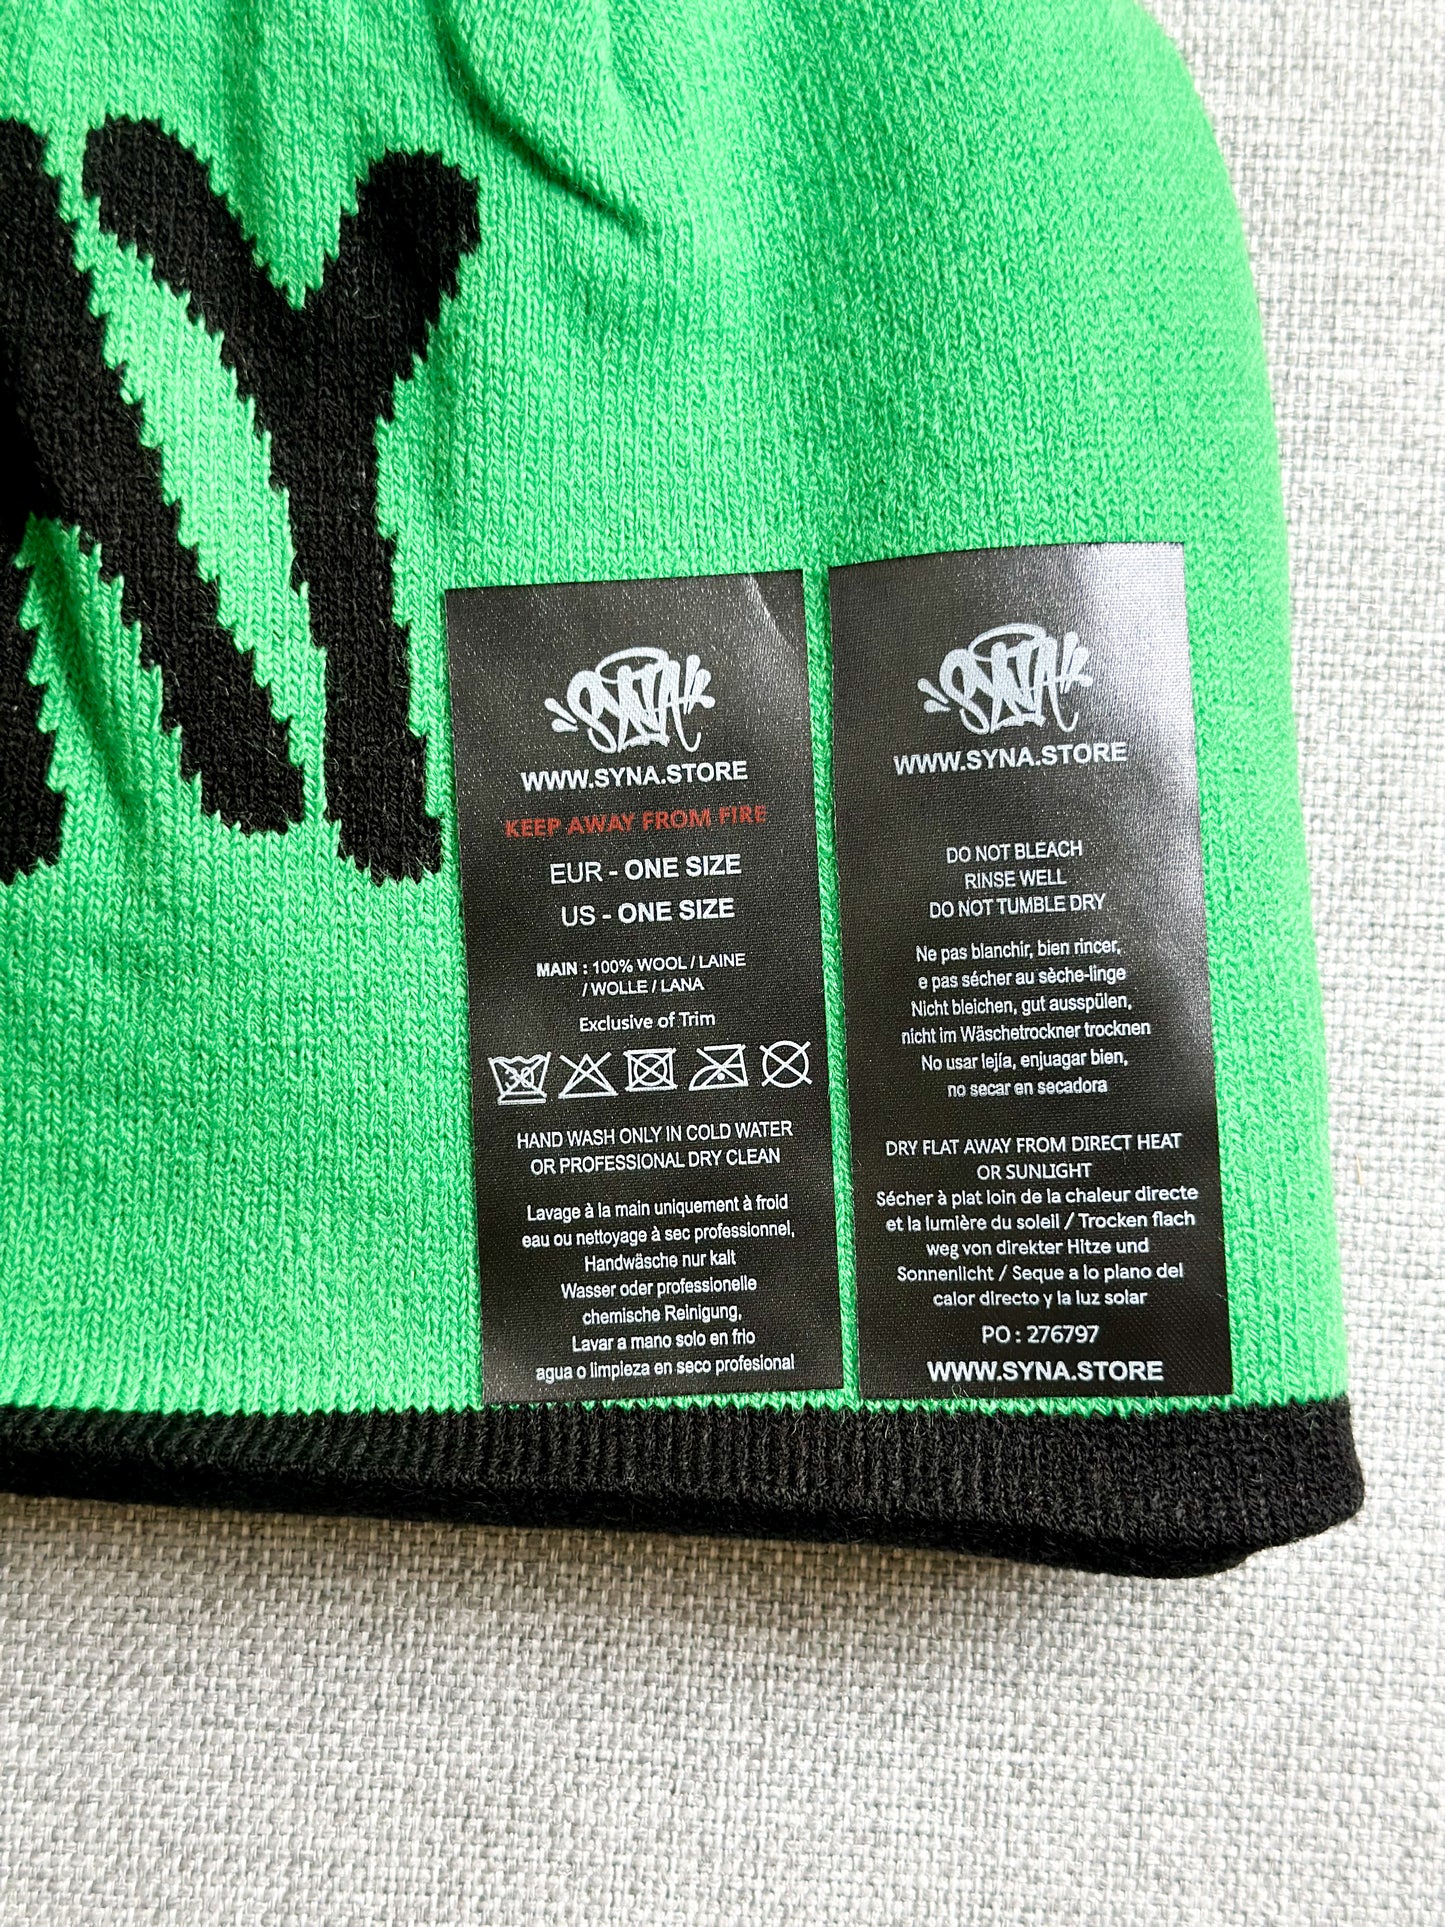 AY
SYNA
WWW.SYNA.STORE
KEEP AWAY FROM FIRE
EUR - ONE SIZE
US - ONE SIZE
MAIN : 100% WOOL / LAINE
/ WOLLE / LANA
Exclusive of Trim
30
HAND WASH ONLY IN COLD WATER
OR PROFESSIONAL DRY CLEAN
Lavage à la main uniquement à froid
eau ou nettoyage à sec professionnel,
Handwäsche nur kalt
Wasser oder professionelle
chemische Reinigung,
Lavar a mano solo en frio
agua o limpieza en seco profesional
SYNA
WWW.SYNA.STORE
DO NOT BLEACH
RINSE WELL
DO NOT TUMBLE DRY
Ne pas blanchir, bien rincer,
e pas sécher au sèche-linge
Nicht bleichen, gut ausspülen,
nicht im Wäschetrockner trocknen
No usar lejía, enjuagar bien,
no secar en secadora
DRY FLAT AWAY FROM DIRECT HEAT
OR SUNLIGHT
Sécher à plat loin de la chaleur directe
et la lumière du soleil / Trocken flach
weg von direkter Hitze und
Sonnenlicht / Seque a lo plano del
calor directo y la luz solar
PO : 276797
WWW.SYNA.STORE